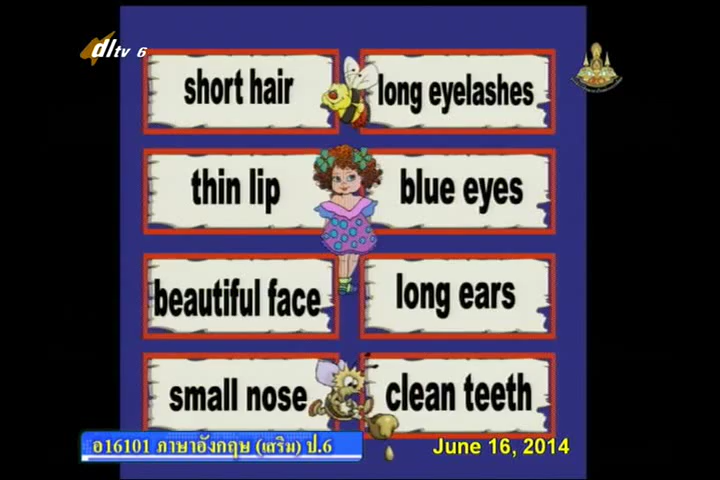 dltv 6
short hair
long eyelashes
thin lip
blue eyes
beautiful face
long ears
small nose
clean teeth
อ16101 ภาษาอังกฤษ (เสริม) ป.6
June 16, 2014